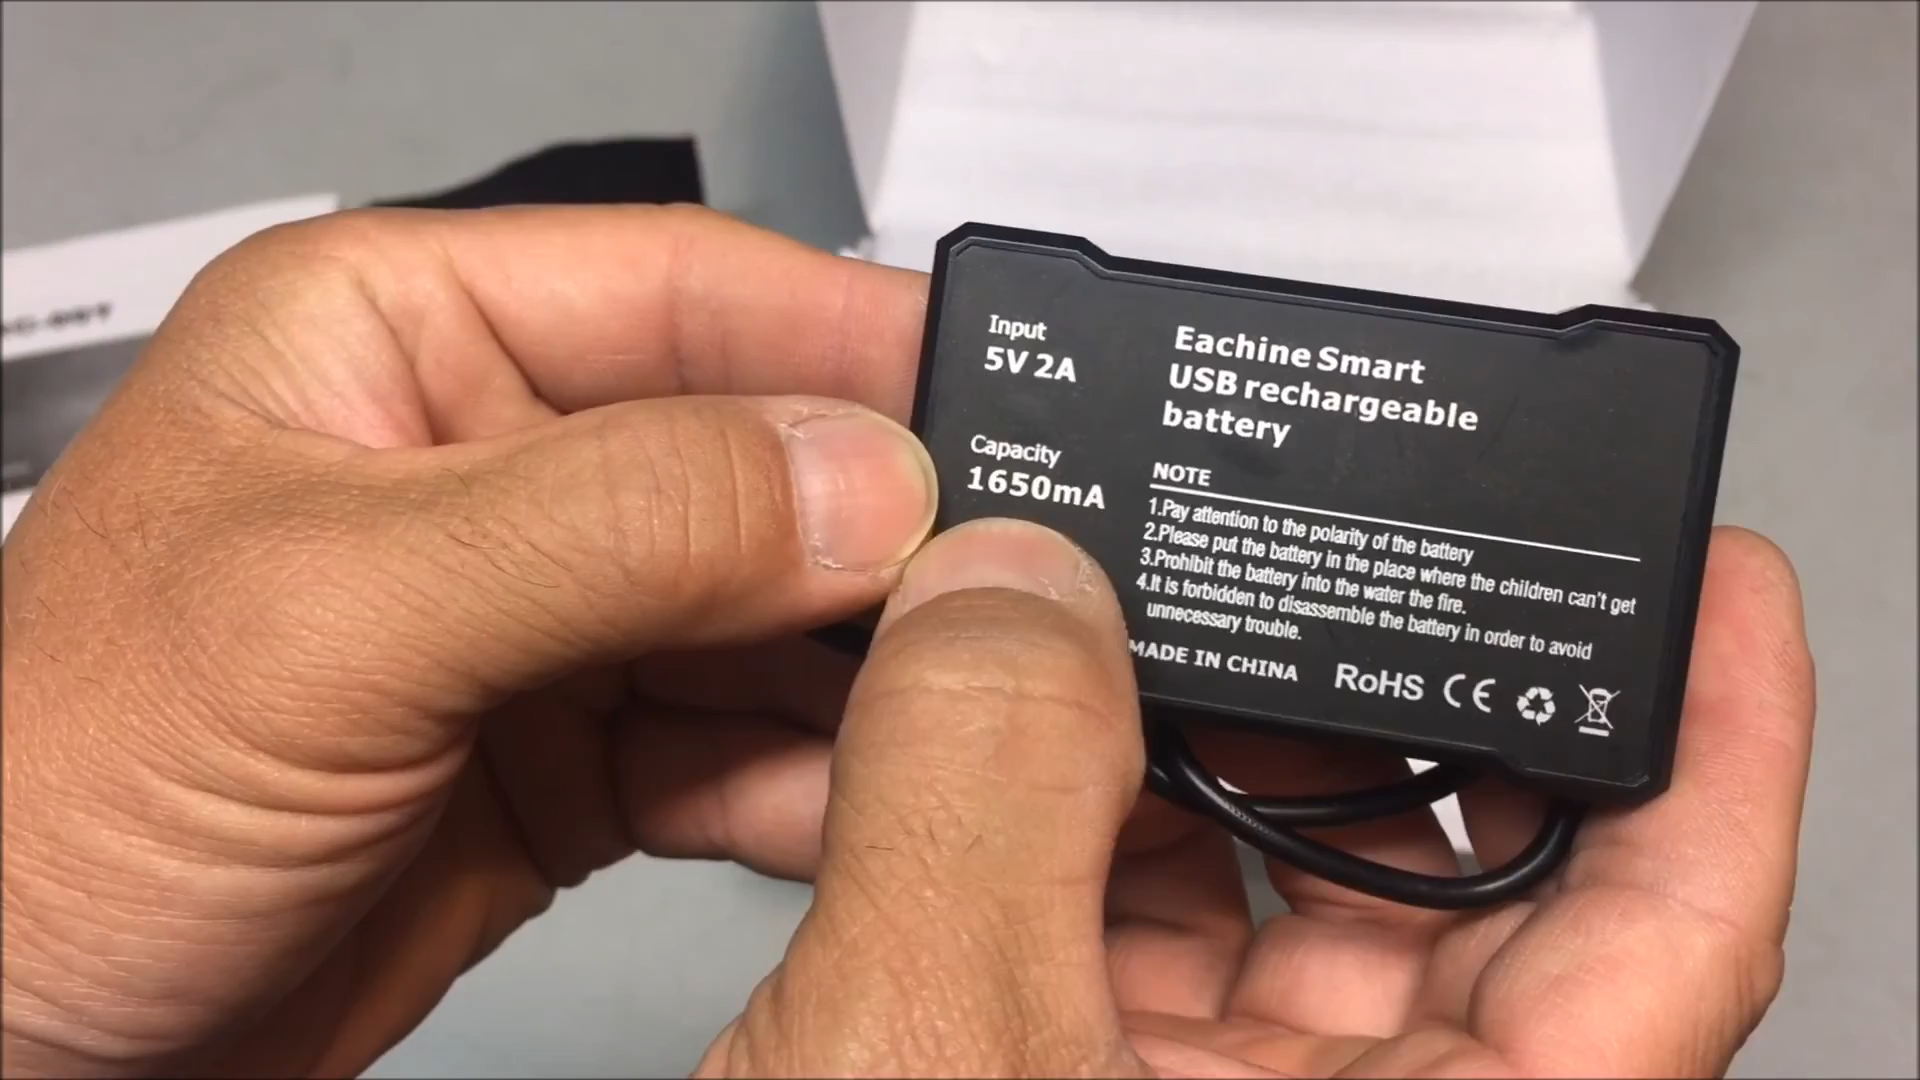 Input
5V 2A
Capacity
1650mA
Eachine Smart
USB rechargeable
battery
NOTE
1.Pay attention to the polarity of the battery
2.Please put the battery in the place where the children can't get
3.Prohibit the battery into the water the fire.
4.It is forbidden to disassemble the battery in order to avoid
unnecessary trouble.
MADE IN CHINA
RoHS CE